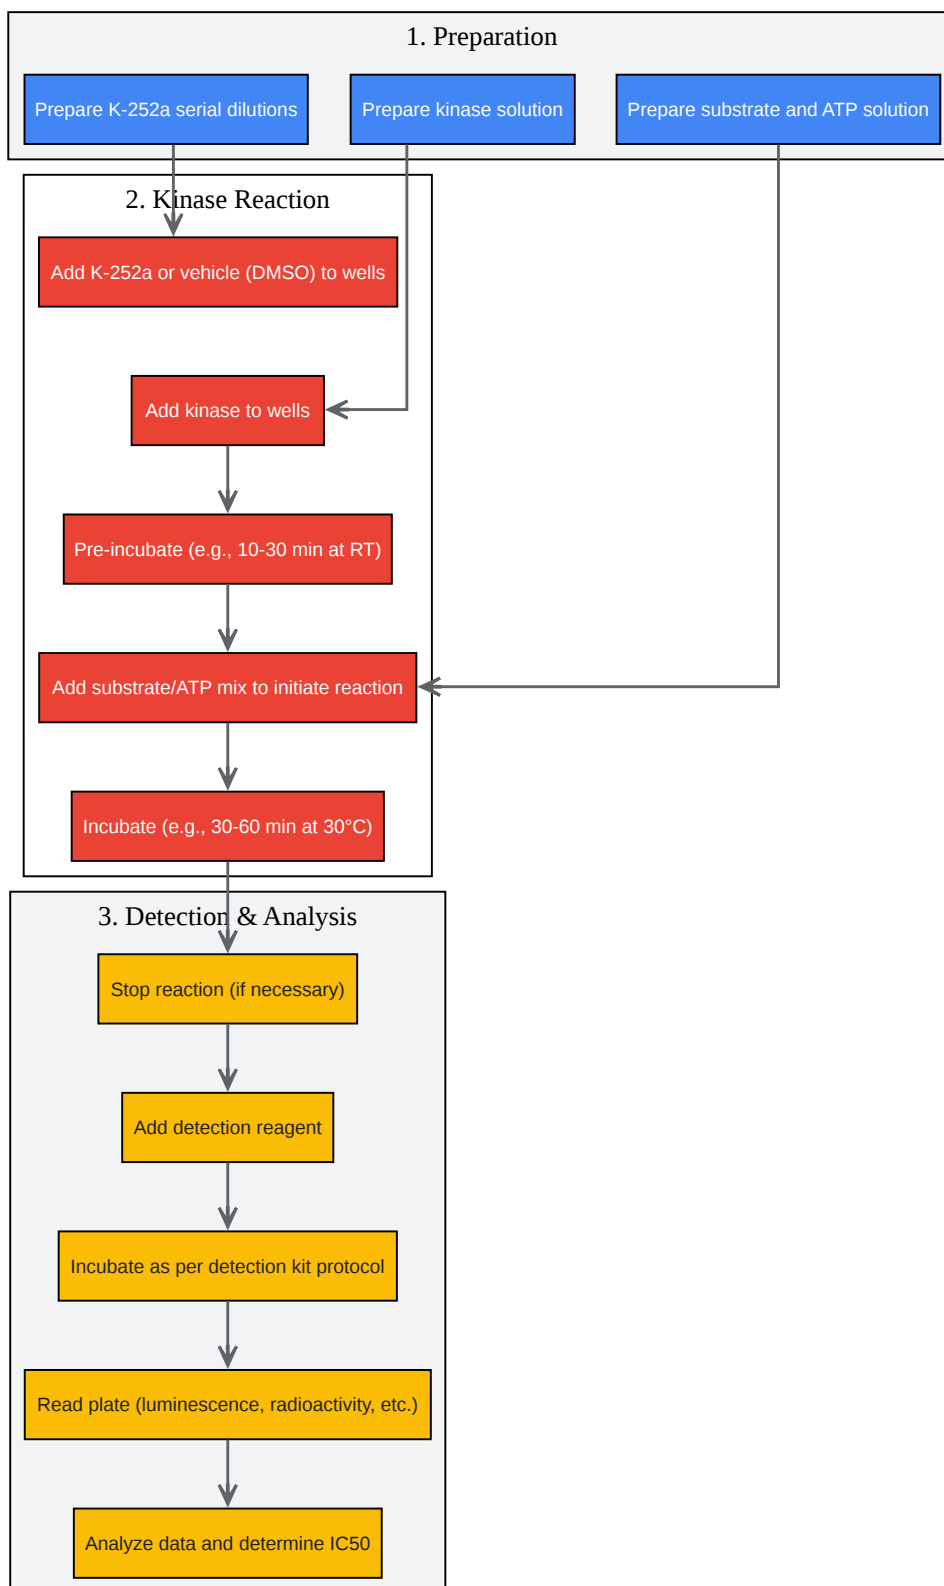 1. Preparation
Prepare K-252a serial dilutions
Prepare kinase solution
Prepare substrate and ATP solution
2. Kinase Reaction
Add K-252a or vehicle (DMSO) to wells
Add kinase to wells
Pre-incubate (e.g., 10-30 min at RT)
Add substrate/ATP mix to initiate reaction
Incubate (e.g., 30-60 min at 30°C)
3. Detection & Analysis
Stop reaction (if necessary)
Add detection reagent
Incubate as per detection kit protocol
Read plate (luminescence, radioactivity, etc.)
Analyze data and determine IC50